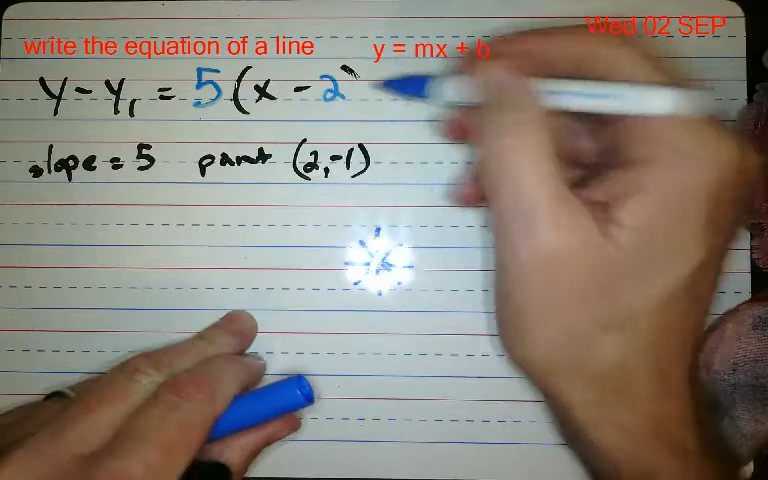 Wed 02 SEP
write the equation of a line y = mx + b
y - y₁ = 5 (x - 2
slope = 5 point (2, -1)